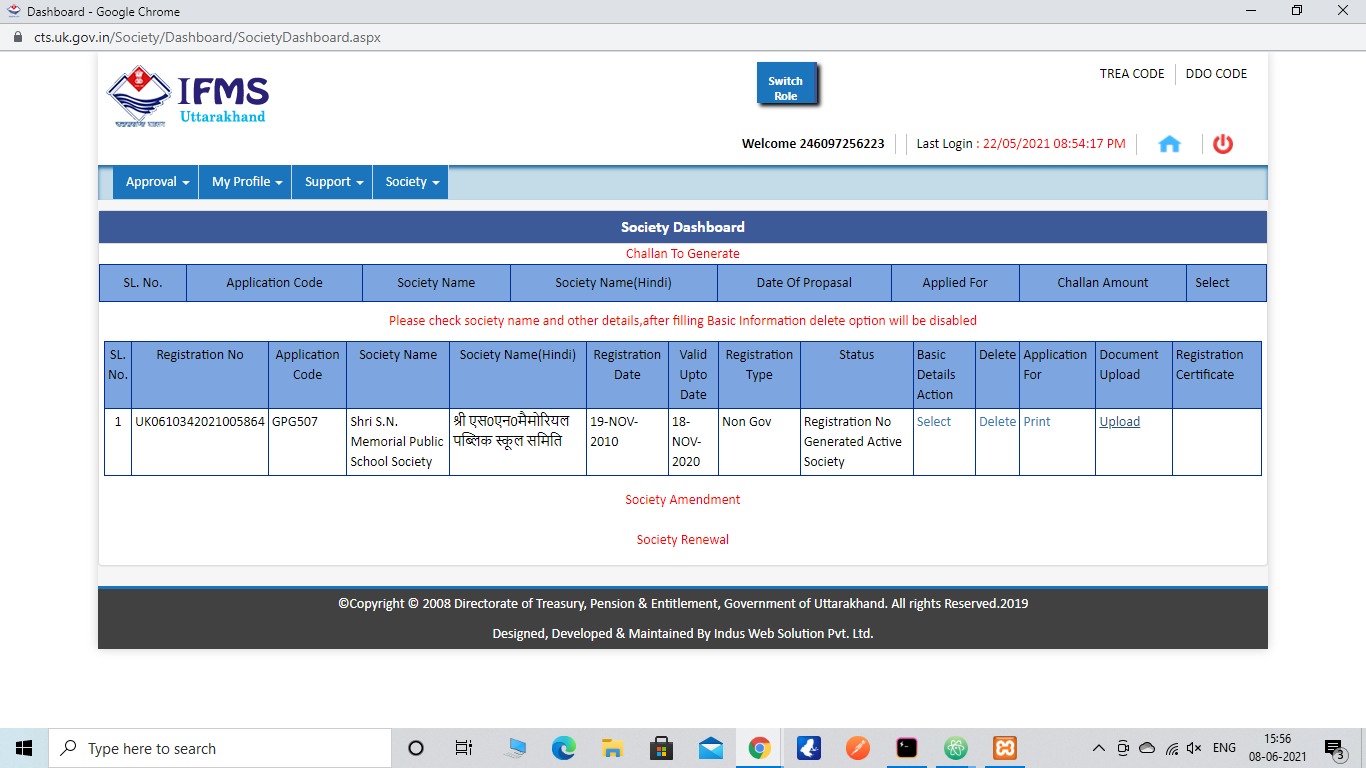 Dashboard - Google Chrome
cts.uk.gov.in/Society/Dashboard/SocietyDashboard.aspx
IFMS
Uttarakhand
Switch
Role
TREA CODE
DDO CODE
Welcome 246097256223
Last Login : 22/05/2021 08:54:17 PM
Approval
My Profile
Support
Society
Society Dashboard
Challan To Generate
SL. No.
Application Code
Society Name
Society Name(Hindi)
Date Of Propasal
Applied For
Challan Amount
Select
Please check society name and other details,after filling Basic Information delete option will be disabled
SL.
No.
Registration No
Application
Code
Society Name
Society Name(Hindi)
Registration
Date
Valid
Upto
Date
Registration
Type
Status
Basic
Details
Action
Delete
Application
For
Document
Upload
Registration
Certificate
1
UK0610342021005864
GPG507
Shri S.N.
Memorial Public
School Society
श्री एस0एन0मैमोरियल
पब्लिक स्कूल समिति
19-NOV-
2010
18-
NOV-
2020
Non Gov
Registration No
Generated Active
Society
Select
Delete
Print
Upload
Society Amendment
Society Renewal
©Copyright © 2008 Directorate of Treasury, Pension & Entitlement, Government of Uttarakhand. All rights Reserved.2019
Designed, Developed & Maintained By Indus Web Solution Pvt. Ltd.
Type here to search
ENG
15:56
08-06-2021
3